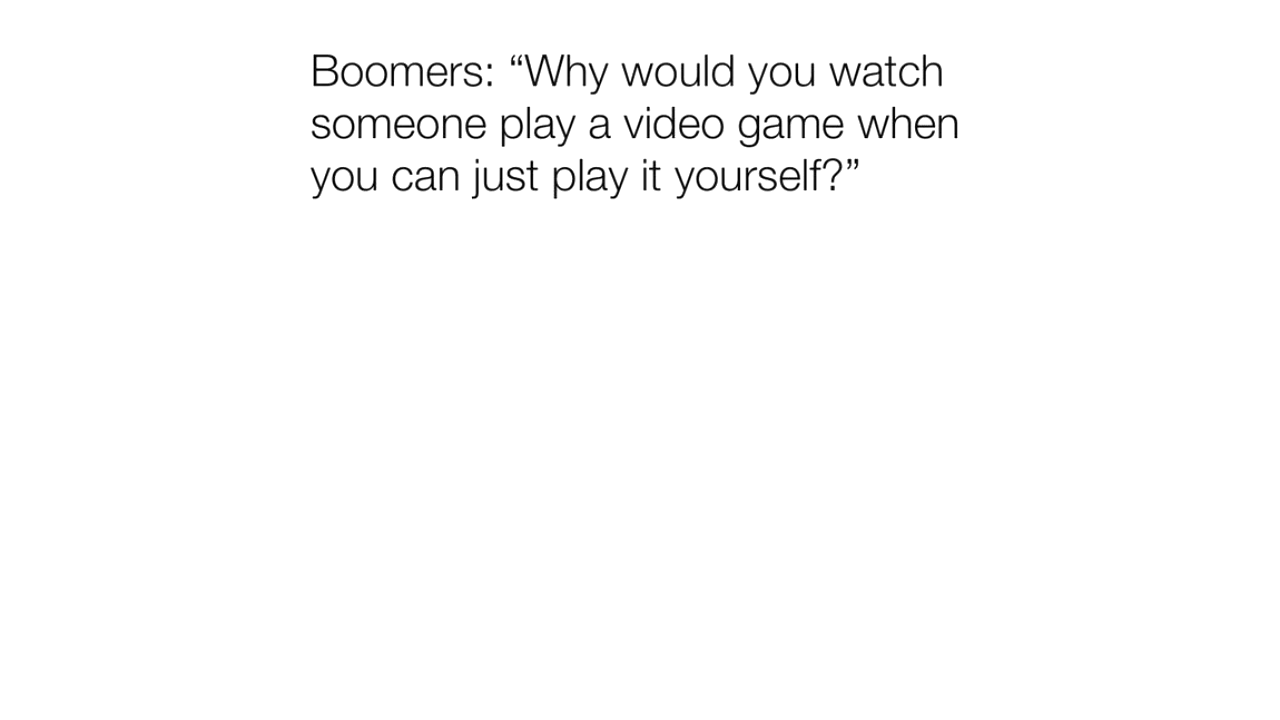 Boomers: “Why would you watch
someone play a video game when
you can just play it yourself?”